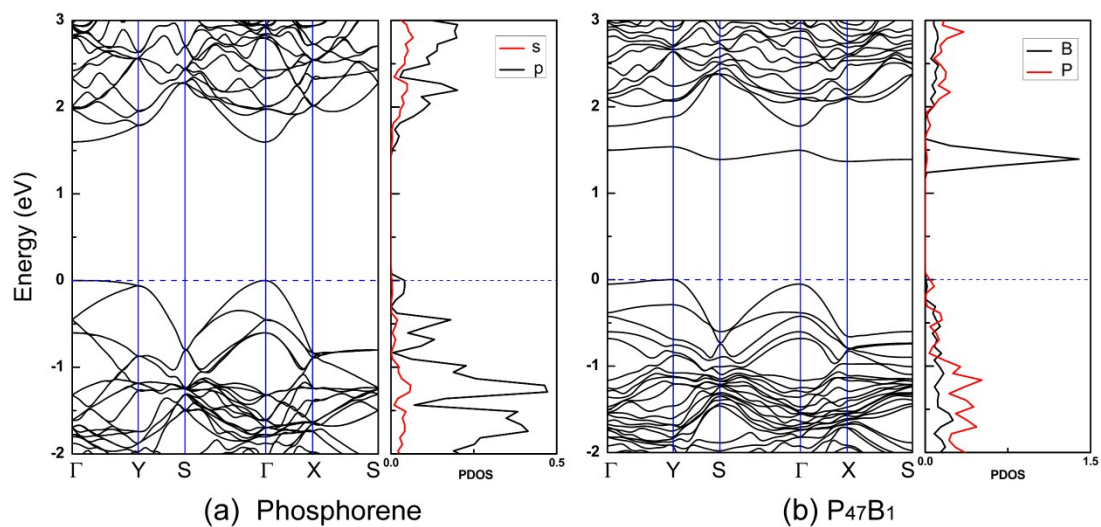 3
2
1
0
-1
-2
Energy (eV)
Γ Y S Γ X S
s
p
0.0 0.5
PDOS
(a) Phosphorene
3
2
1
0
-1
-2
Γ Y S Γ X S
B
P
0.0 1.5
PDOS
(b) P₄₇B₁